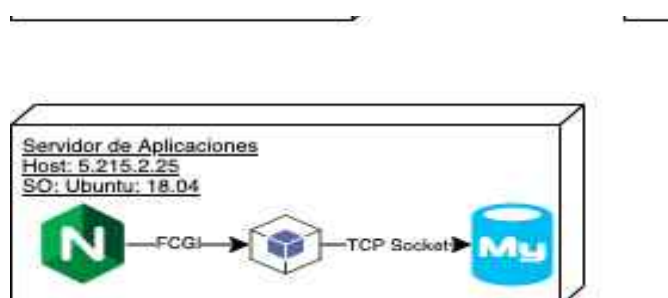 Servidor de Aplicaciones
Host: 5.215.2.25
SO: Ubuntu: 18.04
N FCGI TCP Socket My